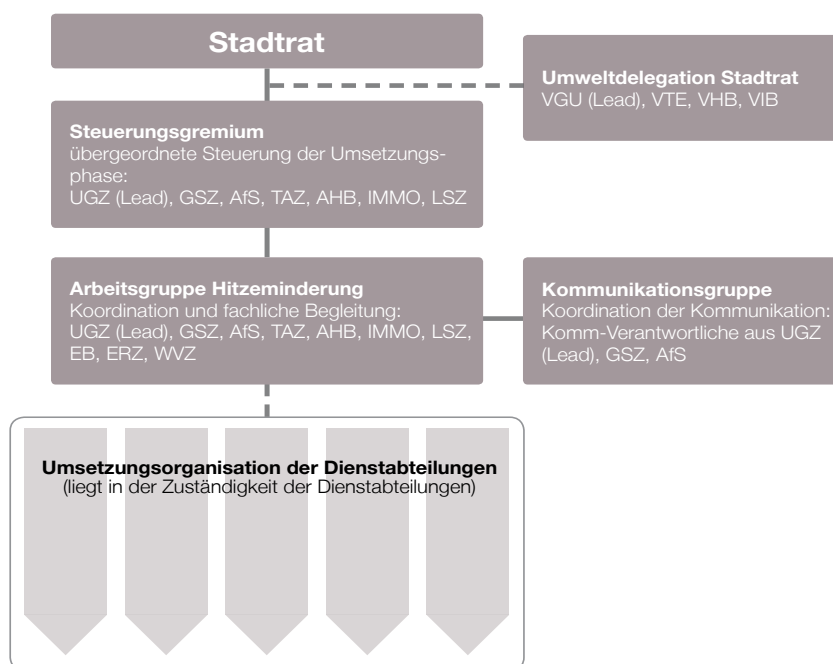 Stadtrat
Umweltdelegation Stadtrat
VGU (Lead), VTE, VHB, VIB
Steuerungsgremium
übergeordnete Steuerung der Umsetzungs-
phase:
UGZ (Lead), GSZ, AfS, TAZ, AHB, IMMO, LSZ
Arbeitsgruppe Hitzeminderung
Koordination und fachliche Begleitung:
UGZ (Lead), GSZ, AfS, TAZ, AHB, IMMO, LSZ,
EB, ERZ, WVZ
Kommunikationsgruppe
Koordination der Kommunikation:
Komm-Verantwortliche aus UGZ
(Lead), GSZ, AfS
Umsetzungsorganisation der Dienstabteilungen
(liegt in der Zuständigkeit der Dienstabteilungen)